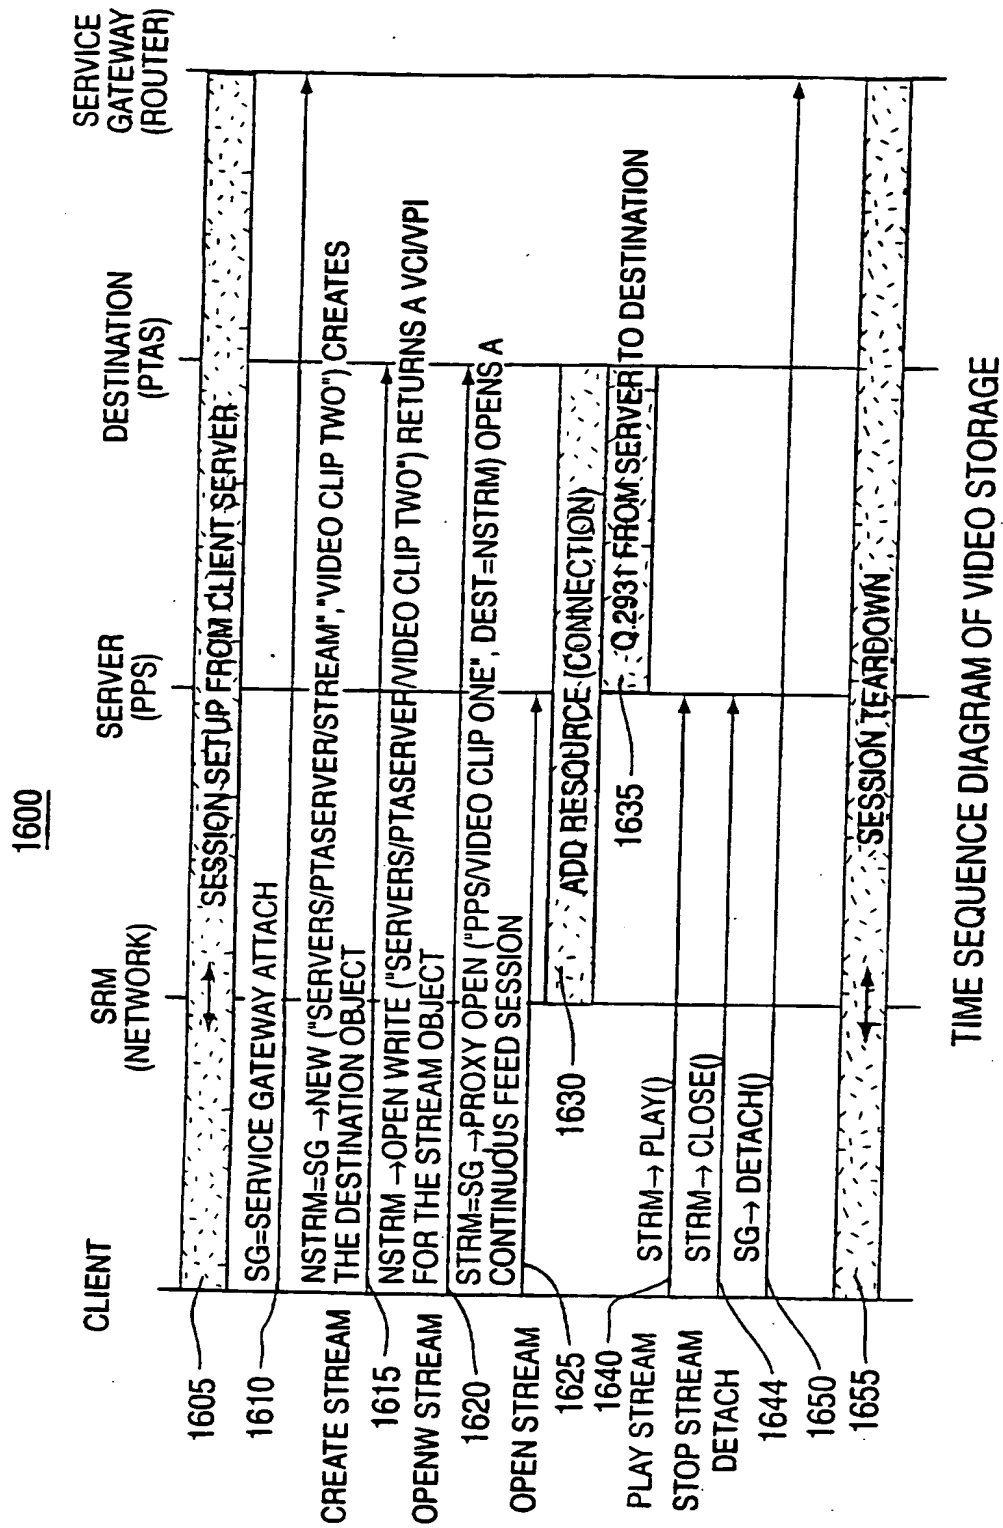 1600
CLIENT
SRM
(NETWORK)
SERVER
(PPS)
DESTINATION
(PTAS)
SERVICE
GATEWAY
(ROUTER)
1605
SESSION SETUP FROM CLIENT SERVER
1610
SG=SERVICE GATEWAY ATTACH
CREATE STREAM
NSTRM=SG→NEW ("SERVERS/PTASERVER/STREAM","VIDEO CLIP TWO") CREATES
THE DESTINATION OBJECT
1615
OPENW STREAM
NSTRM→OPEN WRITE ("SERVERS/PTASERVER/VIDEO CLIP TWO") RETURNS A VCI/VPI
FOR THE STREAM OBJECT
1620
OPEN STREAM
STRM=SG→PROXY OPEN ("PPS/VIDEO CLIP ONE", DEST=NSTRM) OPENS A
CONTINUOUS FEED SESSION
1625
1630
ADD RESOURCE (CONNECTION)
1635
Q.2931 FROM SERVER TO DESTINATION
1640
PLAY STREAM
STRM→PLAY()
STOP STREAM
STRM→CLOSE()
DETACH
SG→DETACH()
1644
1650
1655
SESSION TEARDOWN
TIME SEQUENCE DIAGRAM OF VIDEO STORAGE